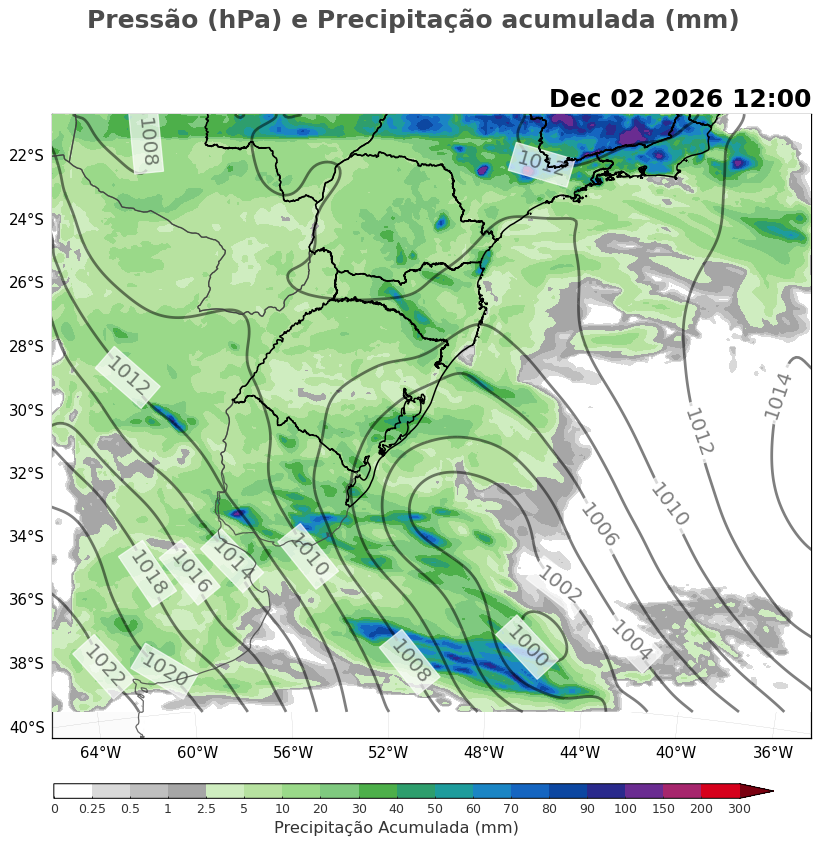 Pressão (hPa) e Precipitação acumulada (mm)
Dec 02 2026 12:00
1008
1012
22°S
24°S
26°S
28°S
30°S
32°S
34°S
36°S
38°S
40°S
1012
1014
1012
1010
1006
1018
1016
1014
1010
1002
1004
1022
1020
1008
1000
64°W 60°W 56°W 52°W 48°W 44°W 40°W 36°W
0 0.25 0.5 1 2.5 5 10 20 30 40 50 60 70 80 90 100 150 200 300
Precipitação Acumulada (mm)